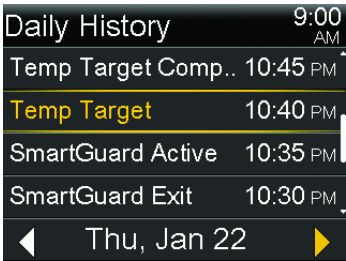 Daily History 9:00 AM
Temp Target Comp.. 10:45 PM
Temp Target 10:40 PM
SmartGuard Active 10:35 PM
SmartGuard Exit 10:30 PM
Thu, Jan 22